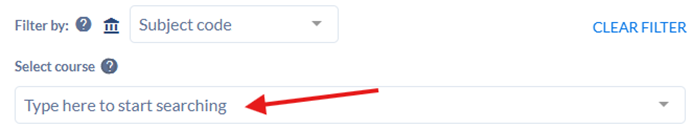 Filter by: ? Subject code CLEAR FILTER
Select course ?
Type here to start searching